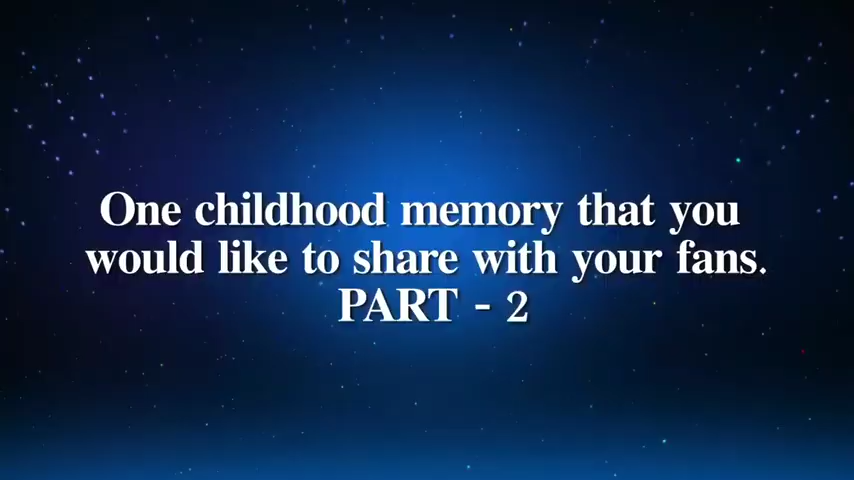 One childhood memory that you
would like to share with your fans.
PART - 2